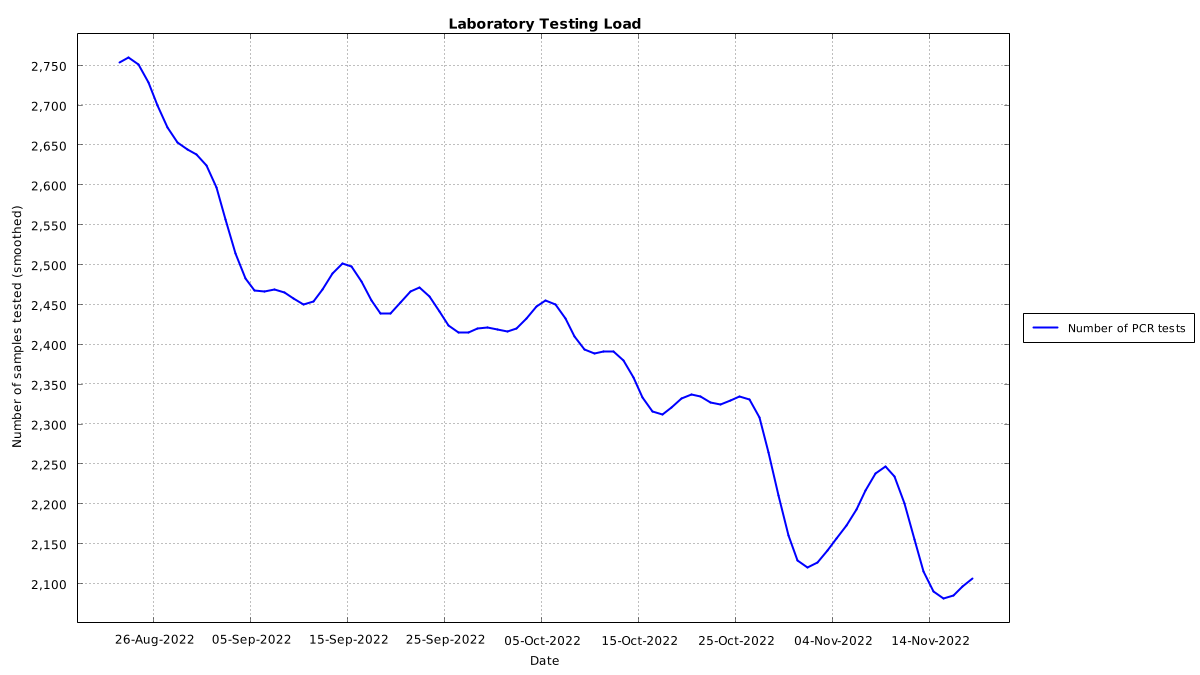 Laboratory Testing Load
Number of samples tested (smoothed)
2,750
2,700
2,650
2,600
2,550
2,500
2,450
2,400
2,350
2,300
2,250
2,200
2,150
2,100
26-Aug-2022 05-Sep-2022 15-Sep-2022 25-Sep-2022 05-Oct-2022 15-Oct-2022 25-Oct-2022 04-Nov-2022 14-Nov-2022
Date
Number of PCR tests